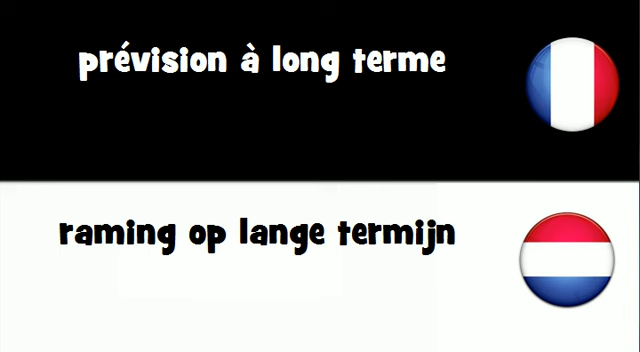 prévision à long terme
raming op lange termijn